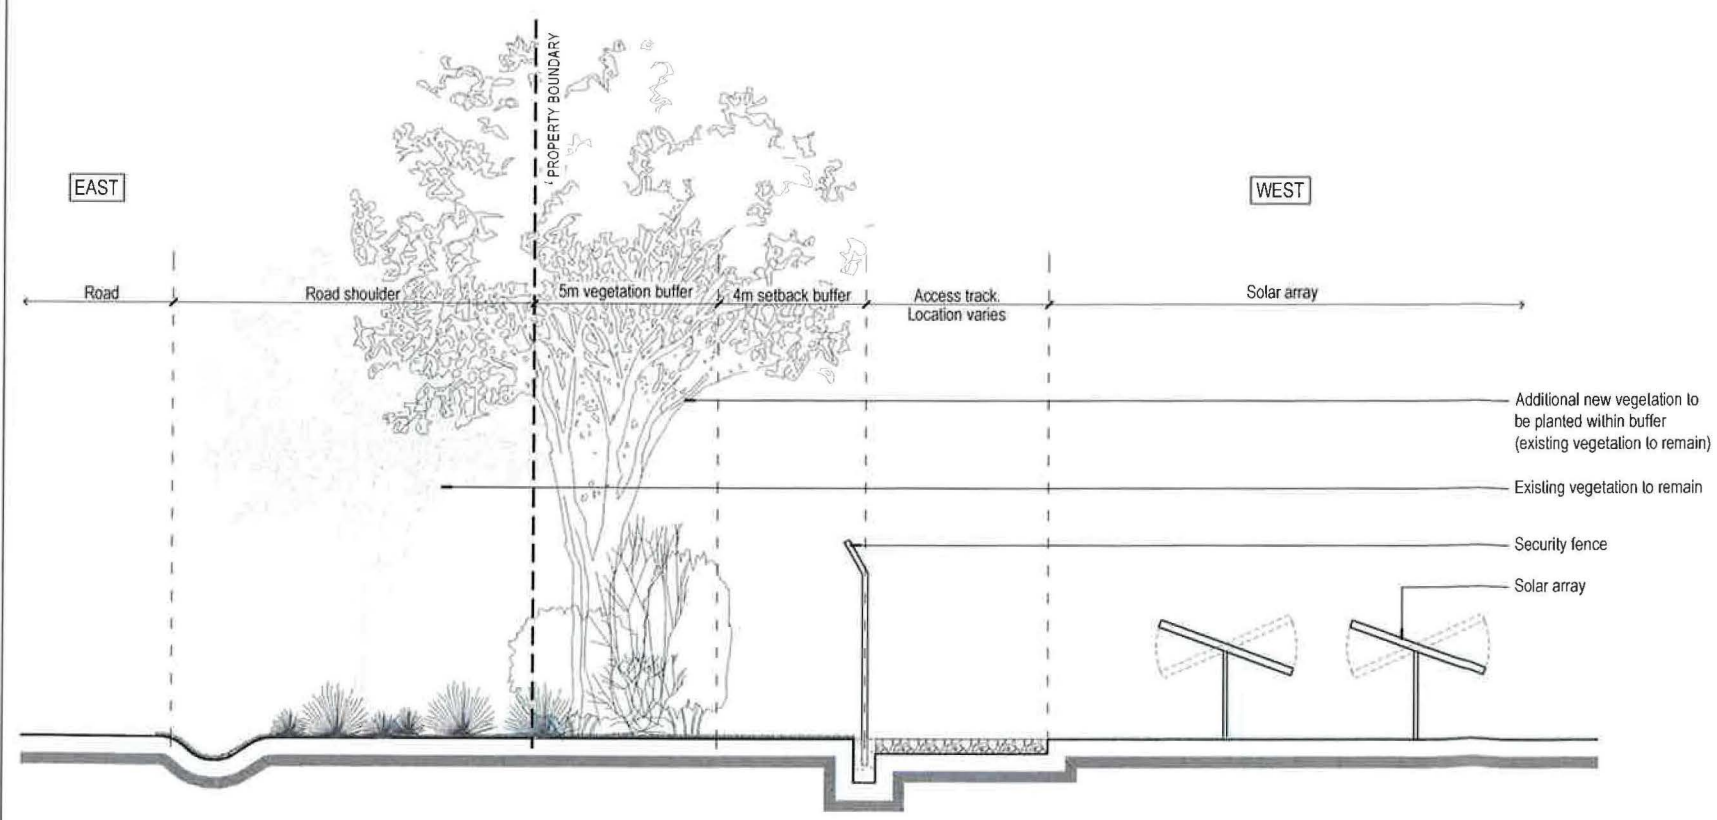 PROPERTY BOUNDARY
EAST
WEST
Road
Road shoulder
5m vegetation buffer
4m setback buffer
Access track.
Location varies
Solar array
Additional new vegetation to
be planted within buffer
(existing vegetation to remain)
Existing vegetation to remain
Security fence
Solar array